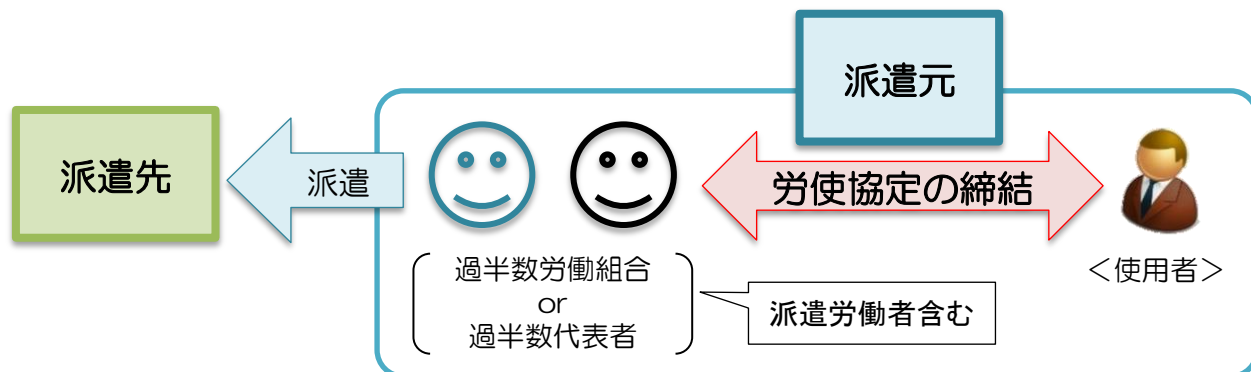 派遣元
派遣先
派遣
労使協定の締結
過半数労働組合
or
過半数代表者
派遣労働者含む
＜使用者＞